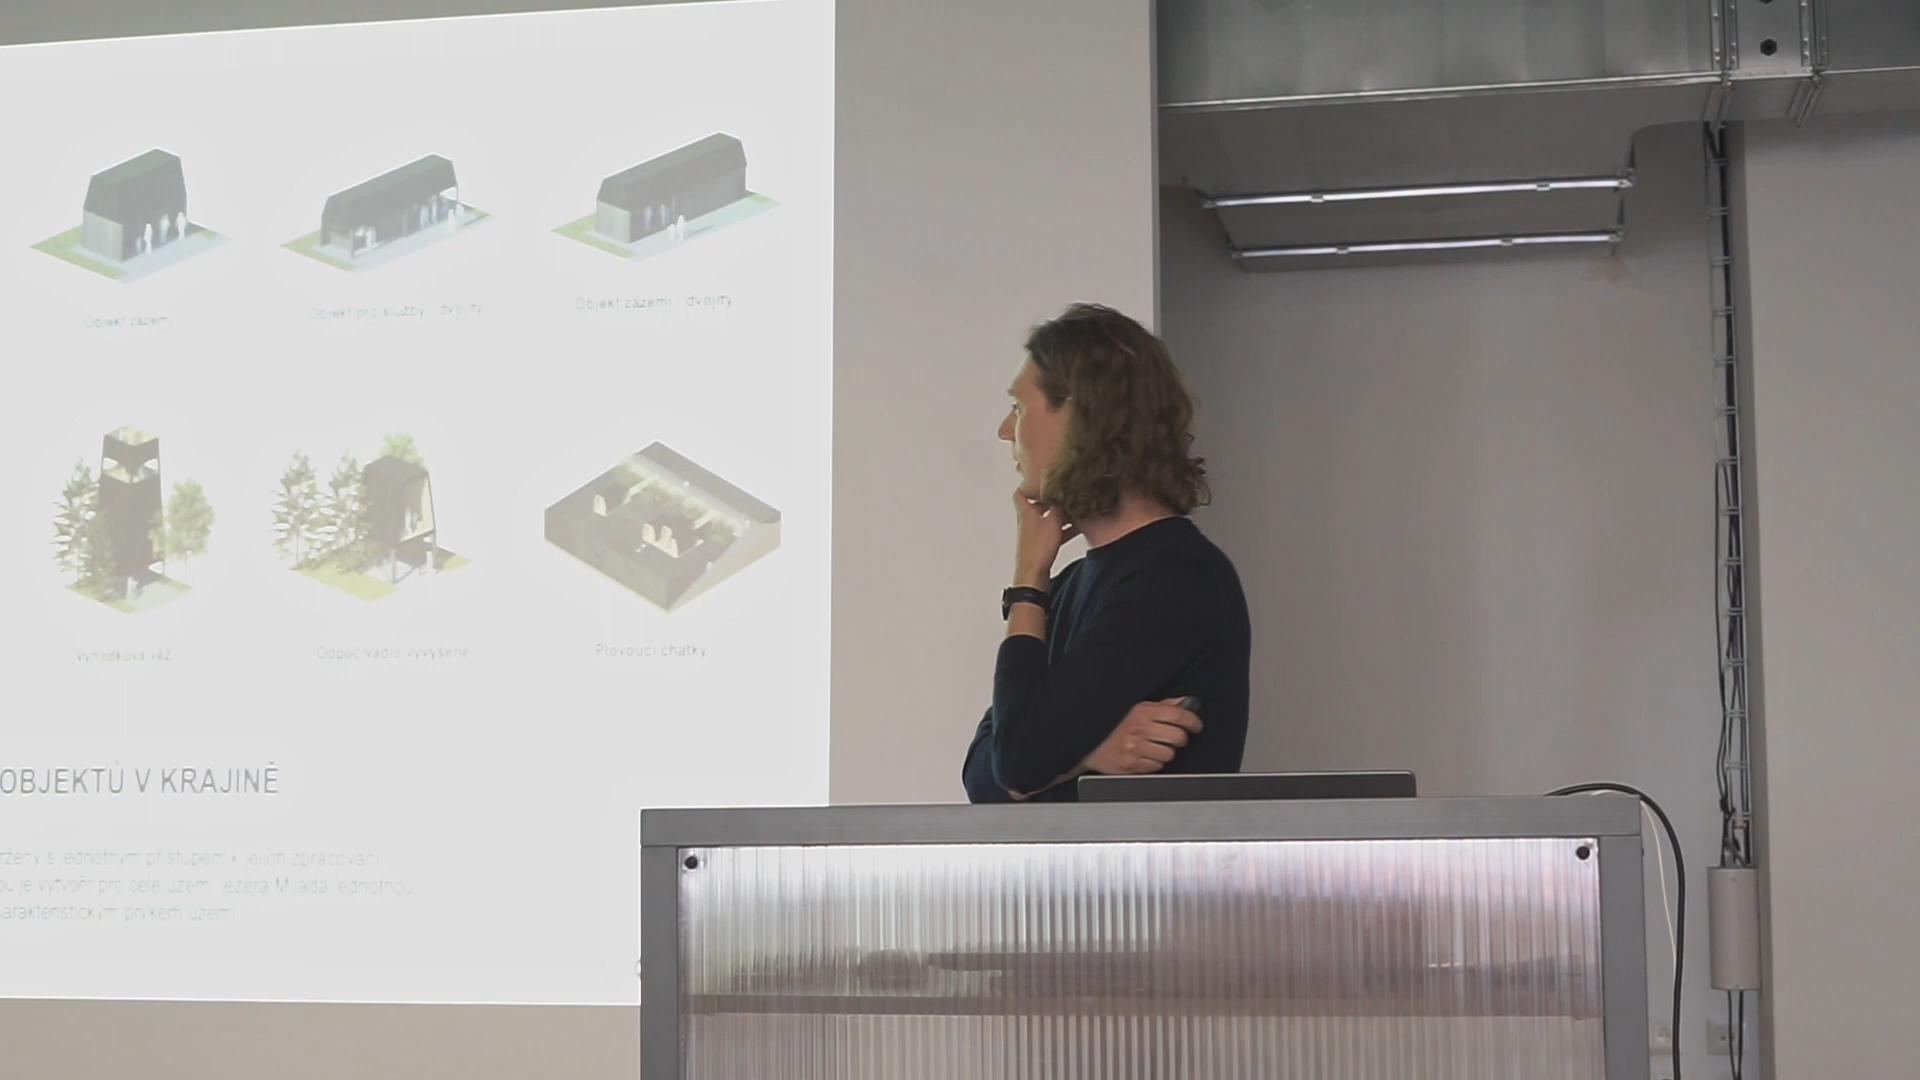 Objekt zázemí
Objekt pro služby - dvojitý
Objekt zázemí - dvojitý
Vyhlídková věž
Odpočívadlo vyvýšené
Plovoucí chatky
OBJEKTŮ V KRAJINĚ
s jednotným přístupem k jejich zpracování
je vytvořit pro celé území jezera Milada jednotnou
prvkem území